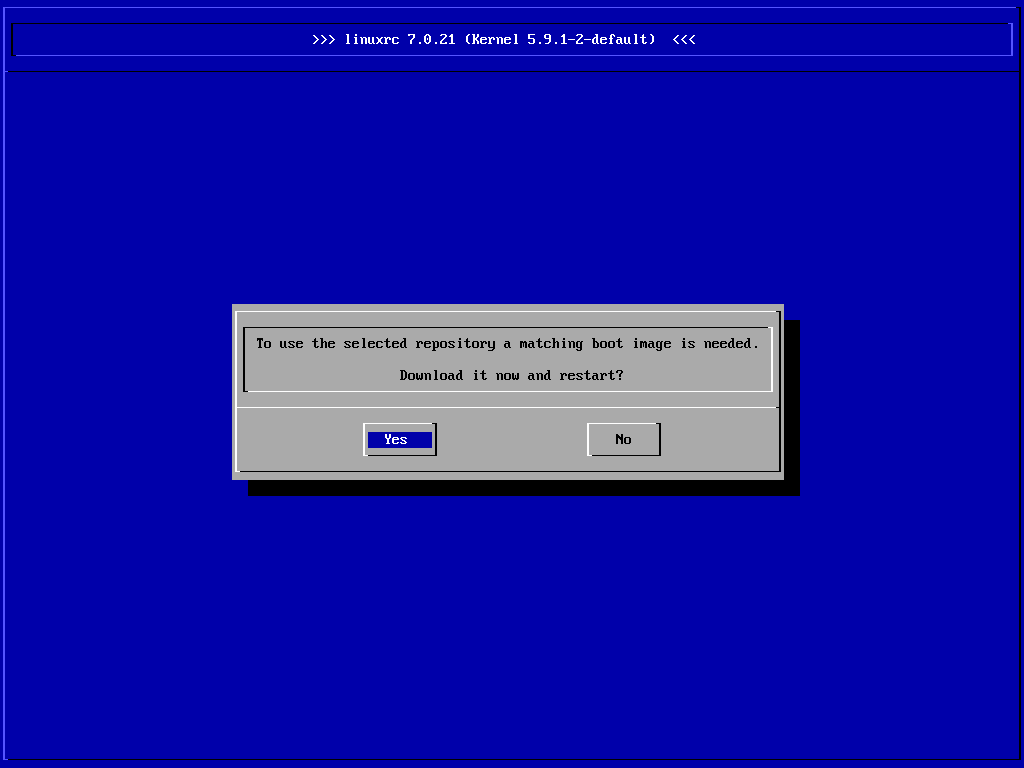 >>> linuxrc 7.0.21 (Kernel 5.9.1-2-default)  <<<
To use the selected repository a matching boot image is needed.
Download it now and restart?
Yes
No